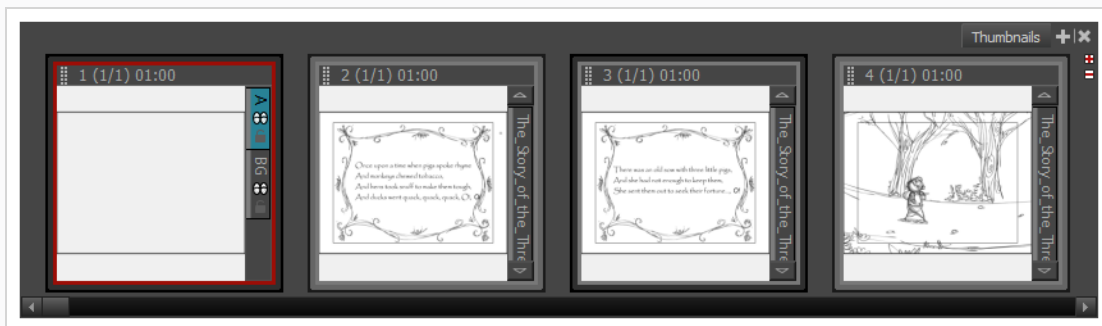 Thumbnails
1 (1/1) 01:00
A
BG
2 (1/1) 01:00
Once upon a time when pigs spoke rhyme
And monkeys chewed tobacco,
And hens took snuff to make them tough,
And ducks went quack, quack, quack, O!
The_Story_of_the_Thre
3 (1/1) 01:00
There was an old sow with three little pigs,
And she had not enough to keep them,
She sent them out to seek their fortune ... O!
The_Story_of_the_Thre
4 (1/1) 01:00
The_Story_of_the_Thre